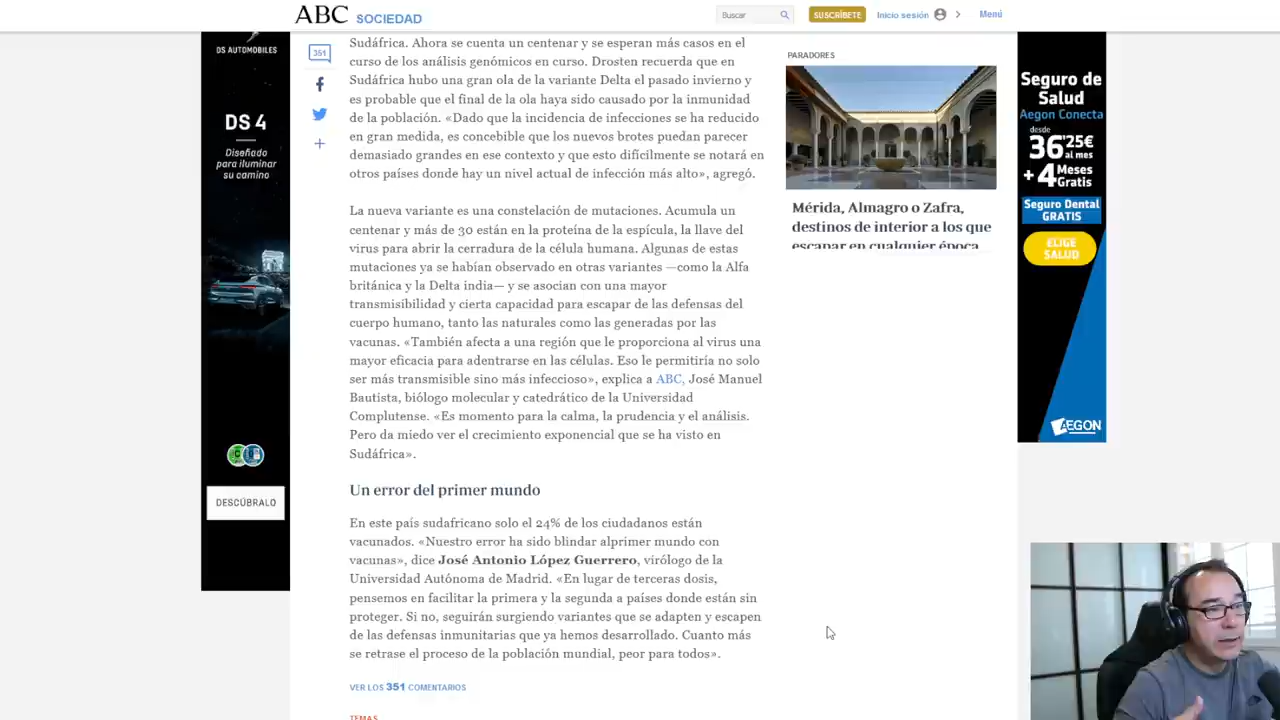 ABC SOCIEDAD
Buscar
SUSCRÍBETE
Inicio sesión
Menú
DS AUTOMOBILES
DS 4
Diseñado
para iluminar
su camino
DESCÚBRALO
351
Sudáfrica. Ahora se cuenta un centenar y se esperan más casos en el
curso de los análisis genómicos en curso. Drosten recuerda que en
Sudáfrica hubo una gran ola de la variante Delta el pasado invierno y
es probable que el final de la ola haya sido causado por la inmunidad
de la población. «Dado que la incidencia de infecciones se ha reducido
en gran medida, es concebible que los nuevos brotes puedan parecer
demasiado grandes en ese contexto y que esto difícilmente se notará en
otros países donde hay un nivel actual de infección más alto», agregó.
La nueva variante es una constelación de mutaciones. Acumula un
centenar y más de 30 están en la proteína de la espícula, la llave del
virus para abrir la cerradura de la célula humana. Algunas de estas
mutaciones ya se habían observado en otras variantes —como la Alfa
británica y la Delta india— y se asocian con una mayor
transmisibilidad y cierta capacidad para escapar de las defensas del
cuerpo humano, tanto las naturales como las generadas por las
vacunas. «También afecta a una región que le proporciona al virus una
mayor eficacia para adentrarse en las células. Eso le permitiría no solo
ser más transmisible sino más infeccioso», explica a ABC, José Manuel
Bautista, biólogo molecular y catedrático de la Universidad
Complutense. «Es momento para la calma, la prudencia y el análisis.
Pero da miedo ver el crecimiento exponencial que se ha visto en
Sudáfrica».
Un error del primer mundo
En este país sudafricano solo el 24% de los ciudadanos están
vacunados. «Nuestro error ha sido blindar alprimer mundo con
vacunas», dice José Antonio López Guerrero, virólogo de la
Universidad Autónoma de Madrid. «En lugar de terceras dosis,
pensemos en facilitar la primera y la segunda a países donde están sin
proteger. Si no, seguirán surgiendo variantes que se adapten y escapen
de las defensas inmunitarias que ya hemos desarrollado. Cuanto más
se retrase el proceso de la población mundial, peor para todos».
VER LOS 351 COMENTARIOS
TEMAS
PARADORES
Mérida, Almagro o Zafra,
destinos de interior a los que
escapar en cualquier época
Seguro de
Salud
Aegon Conecta
desde
36'25€
al mes
+4 Meses
Gratis
Seguro Dental
GRATIS
ELIGE
SALUD
AEGON